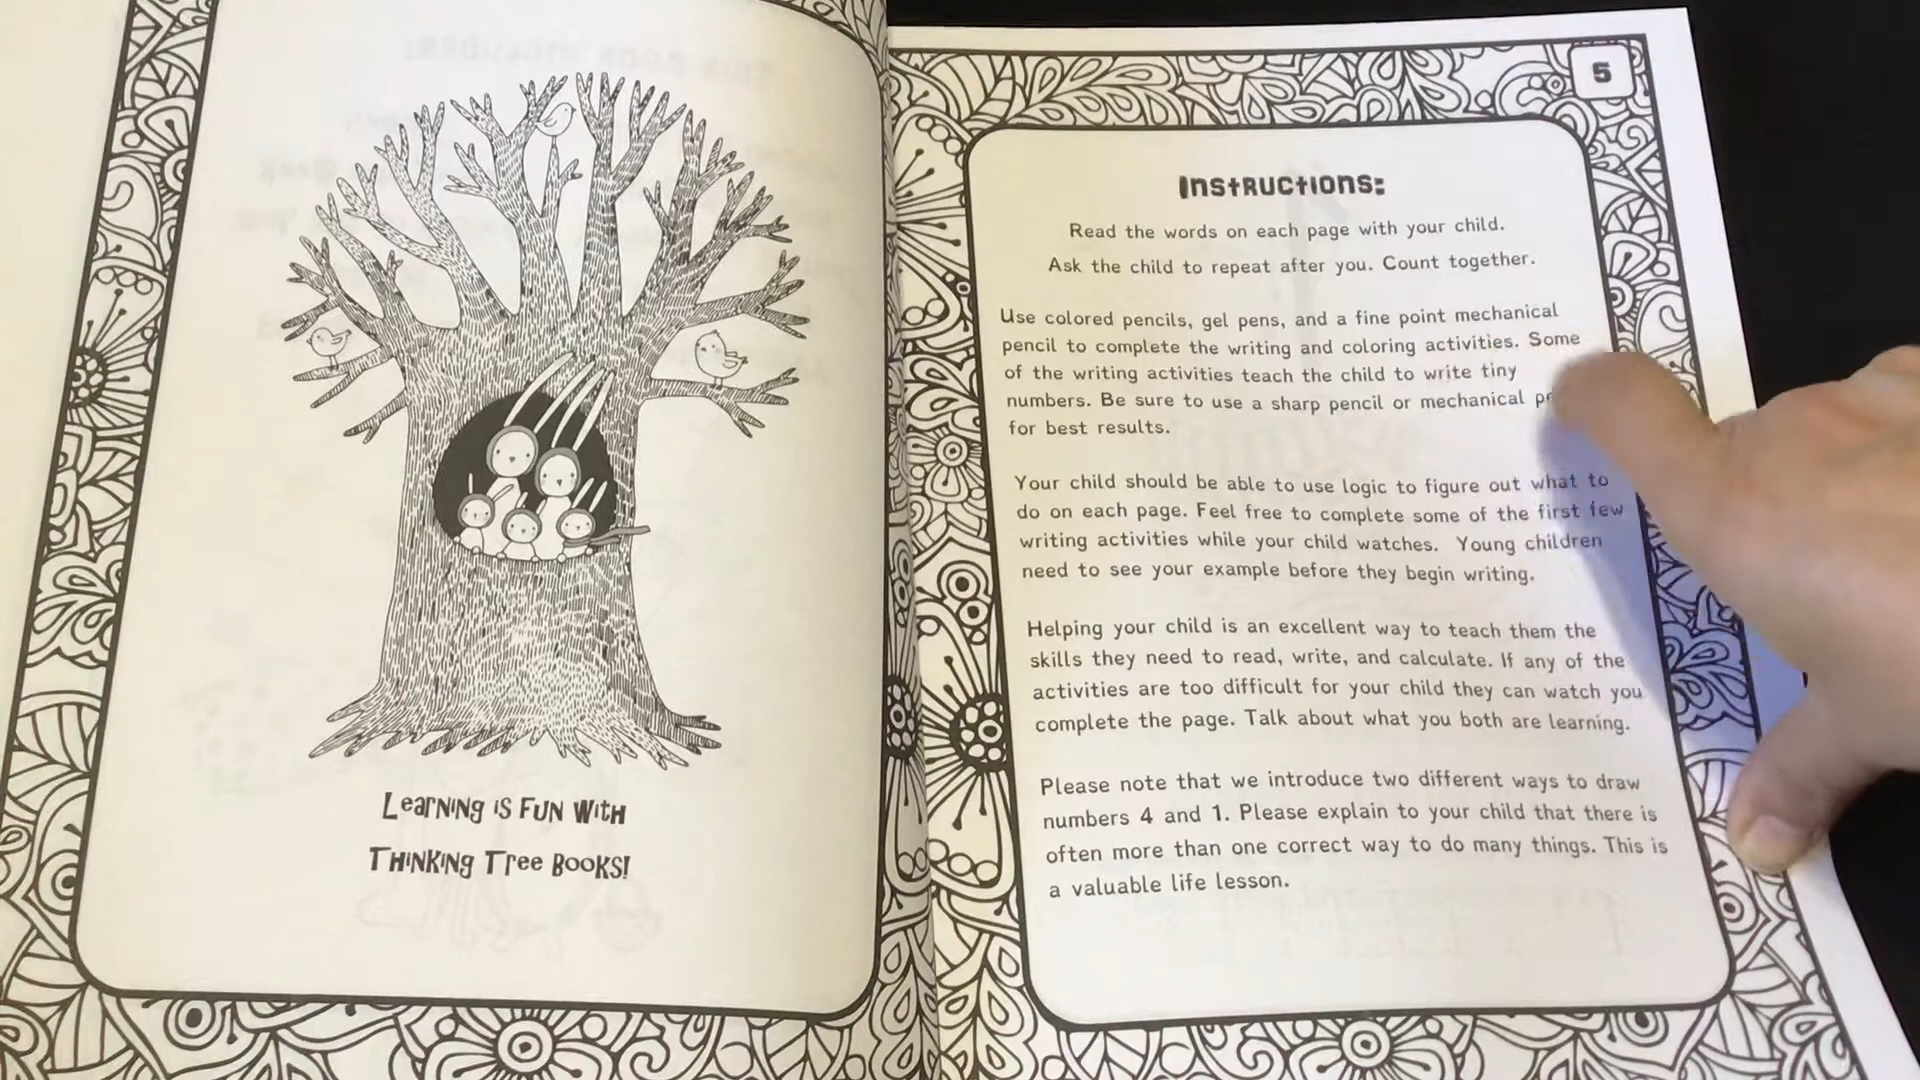 Learning is Fun With
Thinking Tree Books!
5
Instructions:
Read the words on each page with your child.
Ask the child to repeat after you. Count together.
Use colored pencils, gel pens, and a fine point mechanical
pencil to complete the writing and coloring activities. Some
of the writing activities teach the child to write tiny
numbers. Be sure to use a sharp pencil or mechanical
for best results.
Your child should be able to use logic to figure out what to
do on each page. Feel free to complete some of the first few
writing activities while your child watches. Young children
need to see your example before they begin writing.
Helping your child is an excellent way to teach them the
skills they need to read, write, and calculate. If any of the
activities are too difficult for your child they can watch you
complete the page. Talk about what you both are learning.
Please note that we introduce two different ways to draw
numbers 4 and 1. Please explain to your child that there is
often more than one correct way to do many things. This is
a valuable life lesson.